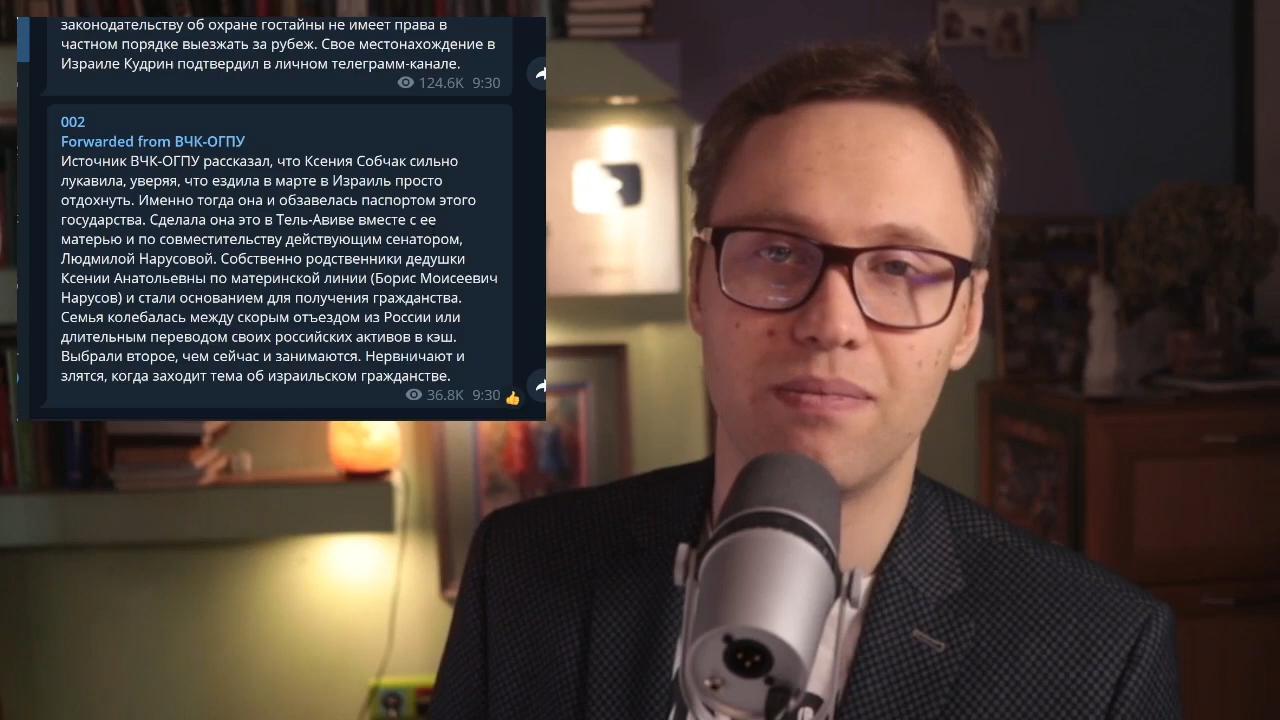 законодательству об охране гостайны не имеет права в
частном порядке выезжать за рубеж. Свое местонахождение в
Израиле Кудрин подтвердил в личном телеграмм-канале.
124.6K 9:30
002
Forwarded from ВЧК-ОГПУ
Источник ВЧК-ОГПУ рассказал, что Ксения Собчак сильно
лукавила, уверяя, что ездила в марте в Израиль просто
отдохнуть. Именно тогда она и обзавелась паспортом этого
государства. Сделала она это в Тель-Авиве вместе с ее
матерью и по совместительству действующим сенатором,
Людмилой Нарусовой. Собственно родственники дедушки
Ксении Анатольевны по материнской линии (Борис Моисеевич
Нарусов) и стали основанием для получения гражданства.
Семья колебалась между скорым отъездом из России или
длительным переводом своих российских активов в кэш.
Выбрали второе, чем сейчас и занимаются. Нервничают и
злятся, когда заходит тема об израильском гражданстве.
36.8K 9:30